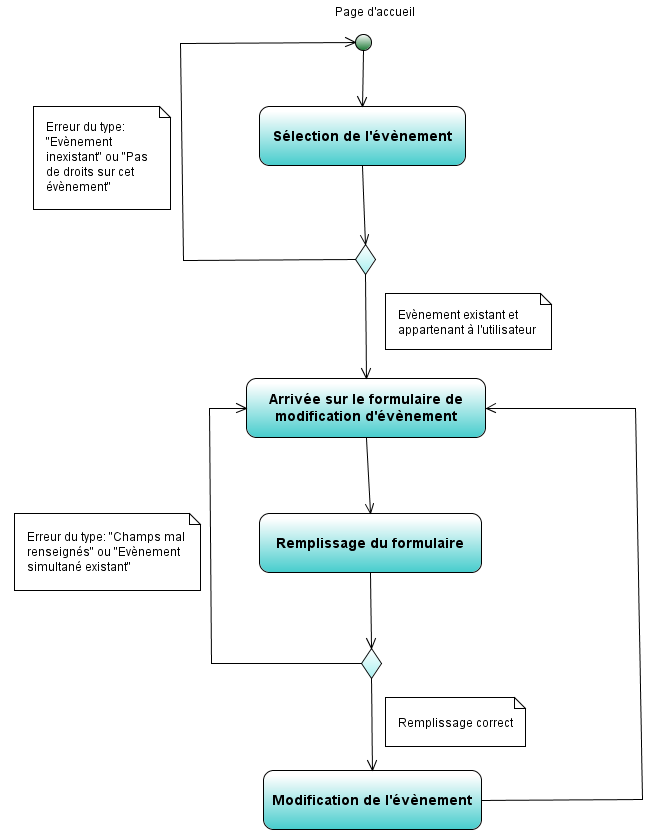 Page d'accueil
Sélection de l'évènement
Erreur du type:
"Evènement
inexistant" ou "Pas
de droits sur cet
évènement"
Evènement existant et
appartenant à l'utilisateur
Arrivée sur le formulaire de
modification d'évènement
Remplissage du formulaire
Erreur du type: "Champs mal
renseignés" ou "Evènement
simultané existant"
Remplissage correct
Modification de l'évènement